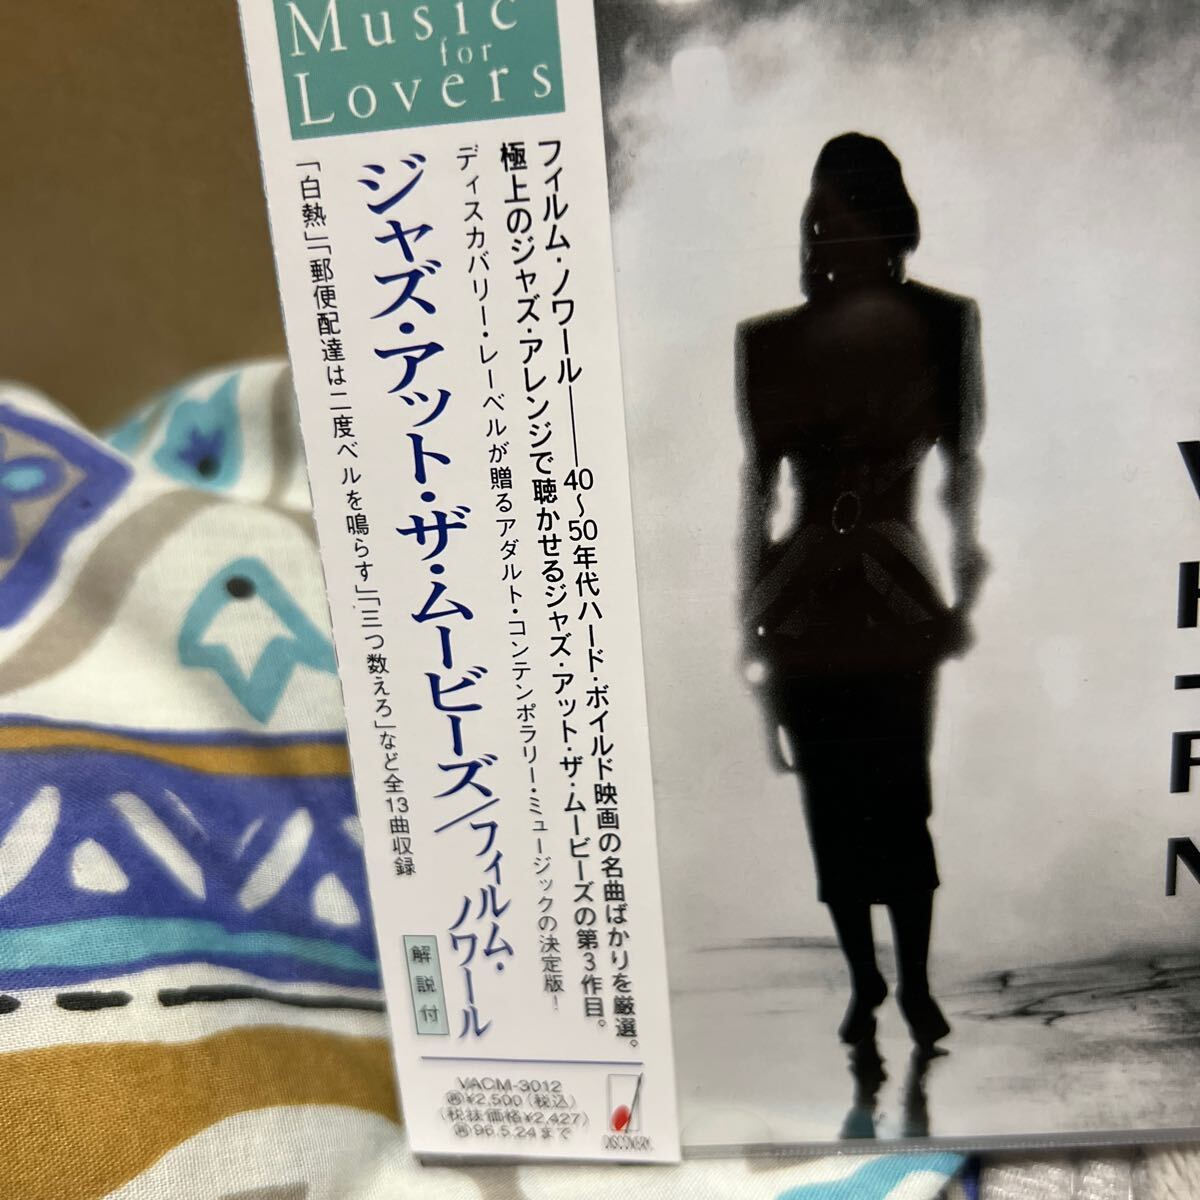 Music
for
Lovers
フィルム・ノワール――40～50年代ハード・ボイルド映画の名曲ばかりを厳選。
極上のジャズ・アレンジで聴かせるジャズ・アット・ザ・ムービーズの第3作目。
ディスカバリー・レーベルが贈るアダルト・コンテンポラリー・ミュージックの決定版!
ジャズ・アット・ザ・ムービーズ/フィルム・
ノワール
「白熱」「郵便配達は二度ベルを鳴らす」「三つ数えろ」など全13曲収録
解説付
VACM-3012
㊢¥2,500(税込)
(税抜価格¥2,427)
㊢96.5.24まで
DISCOVERY